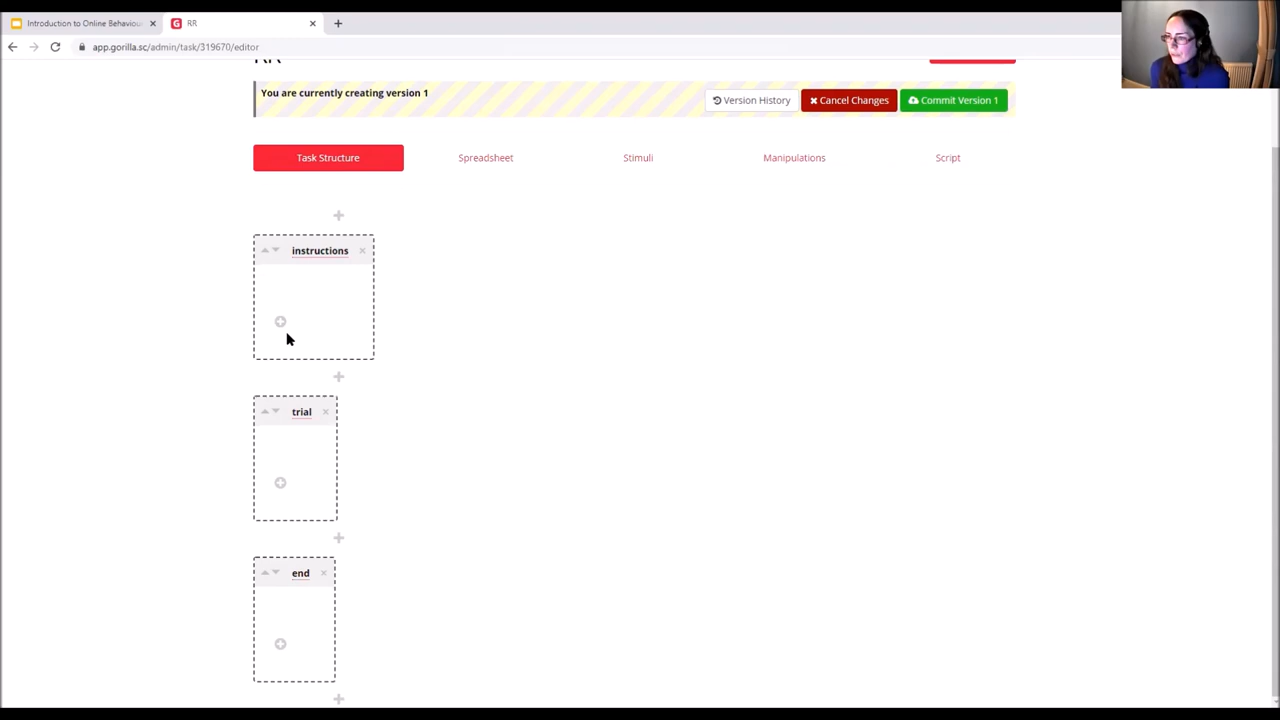 Introduction to Online Behaviou
RR
app.gorilla.sc/admin/task/319670/editor
You are currently creating version 1
Version History
Cancel Changes
Commit Version 1
Task Structure
Spreadsheet
Stimuli
Manipulations
Script
instructions
trial
end